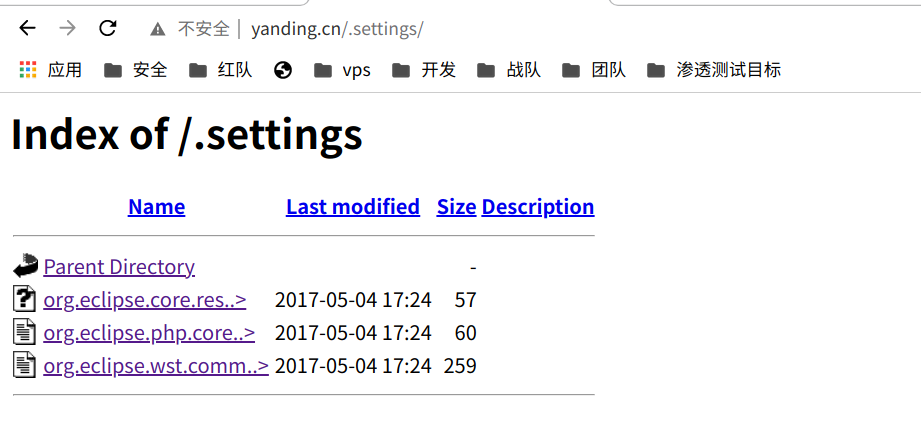 不安全 | yanding.cn/.settings/
应用 安全 红队 vps 开发 战队 团队 渗透测试目标
Index of /.settings
Name Last modified Size Description
Parent Directory -
org.eclipse.core.res..> 2017-05-04 17:24 57
org.eclipse.php.core..> 2017-05-04 17:24 60
org.eclipse.wst.comm..> 2017-05-04 17:24 259